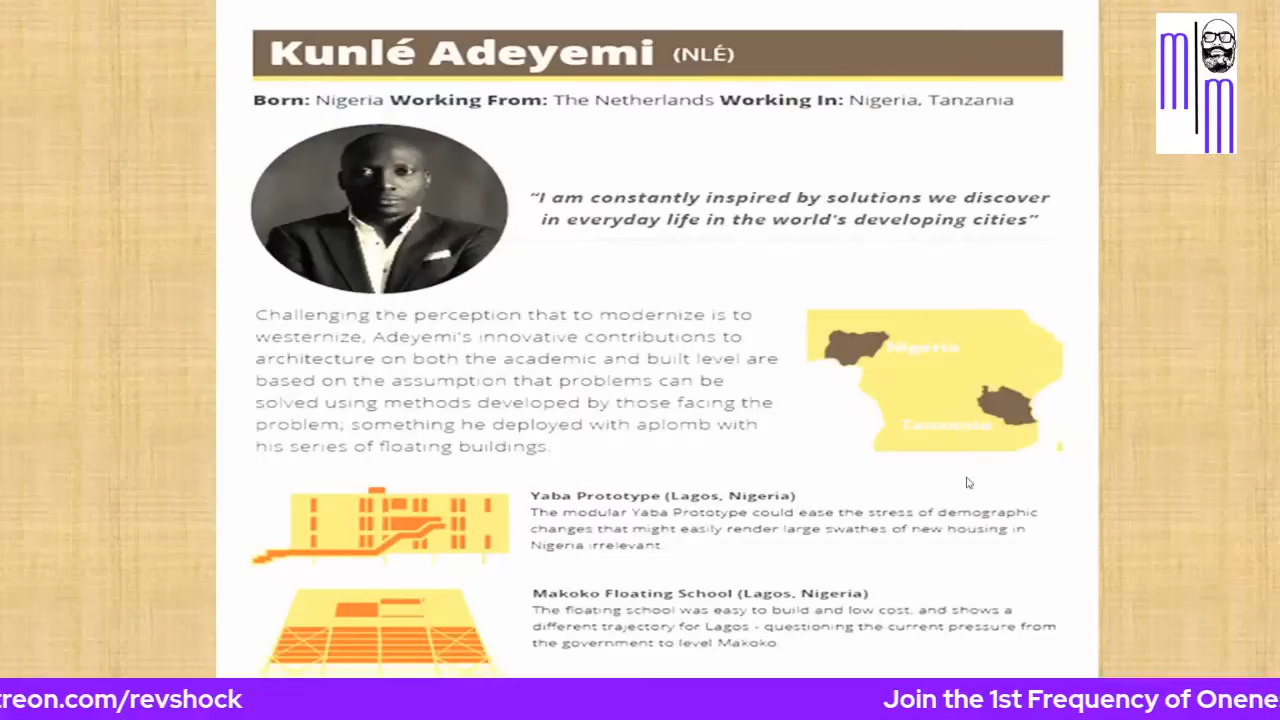 Kunlé Adeyemi (NLÉ)
Born: Nigeria Working From: The Netherlands Working In: Nigeria, Tanzania
“I am constantly inspired by solutions we discover
in everyday life in the world's developing cities”
Challenging the perception that to modernize is to
westernize, Adeyemi's innovative contributions to
architecture on both the academic and built level are
based on the assumption that problems can be
solved using methods developed by those facing the
problem; something he deployed with aplomb with
his series of floating buildings.
Nigeria
Tanzania
Yaba Prototype (Lagos, Nigeria)
The modular Yaba Prototype could ease the stress of demographic
changes that might easily render large swathes of new housing in
Nigeria irrelevant.
Makoko Floating School (Lagos, Nigeria)
The floating school was easy to build and low cost, and shows a
different trajectory for Lagos - questioning the current pressure from
the government to level Makoko.
m m
treon.com/revshock
Join the 1st Frequency of Onene